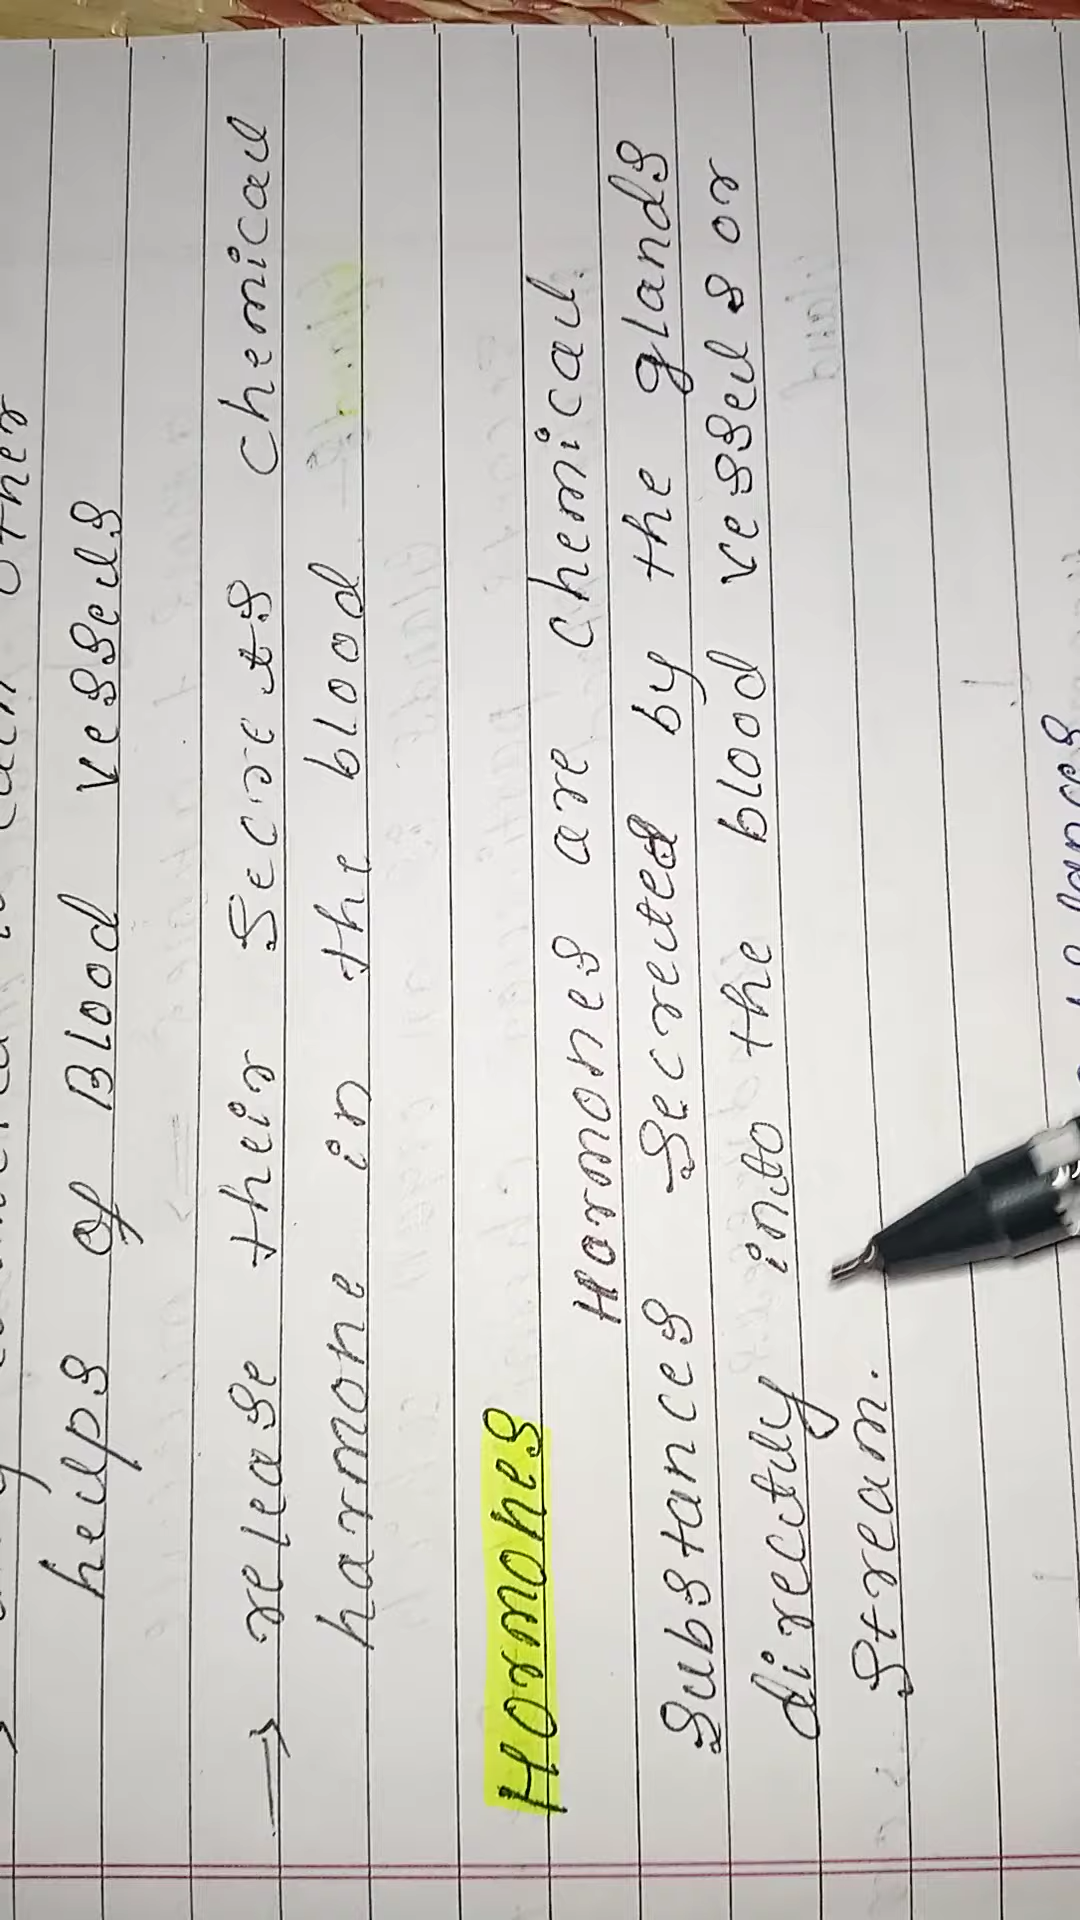 other
helps of Blood vessels
→ release their Secrets chemical
harmone in the blood
Hormones
Hormones are chemical
Substances Secreted by the glands
directly into the blood vessels or
Stream.